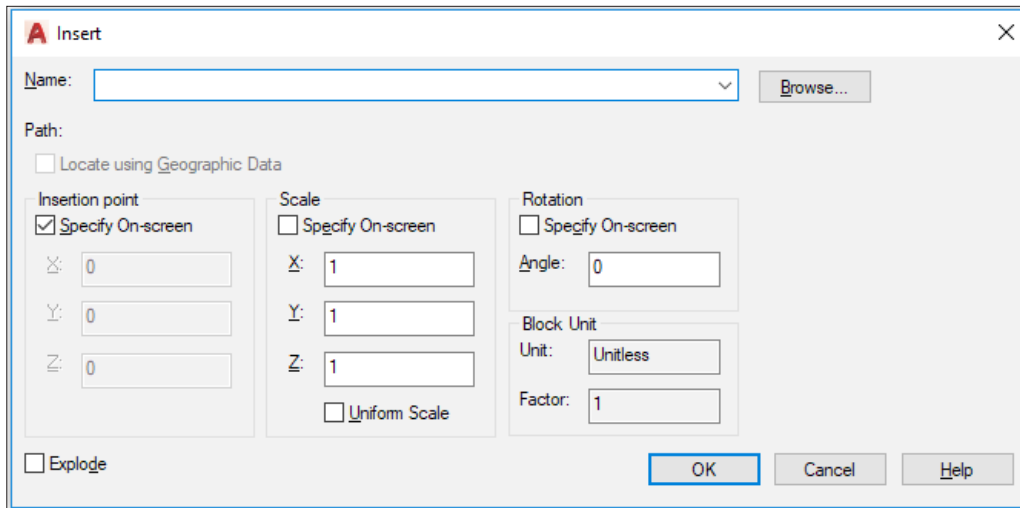 Insert
Name:
Browse...
Path:
Locate using Geographic Data
Insertion point
Specify On-screen
X: 0
Y: 0
Z: 0
Scale
Specify On-screen
X: 1
Y: 1
Z: 1
Uniform Scale
Rotation
Specify On-screen
Angle: 0
Block Unit
Unit: Unitless
Factor: 1
Explode
OK
Cancel
Help